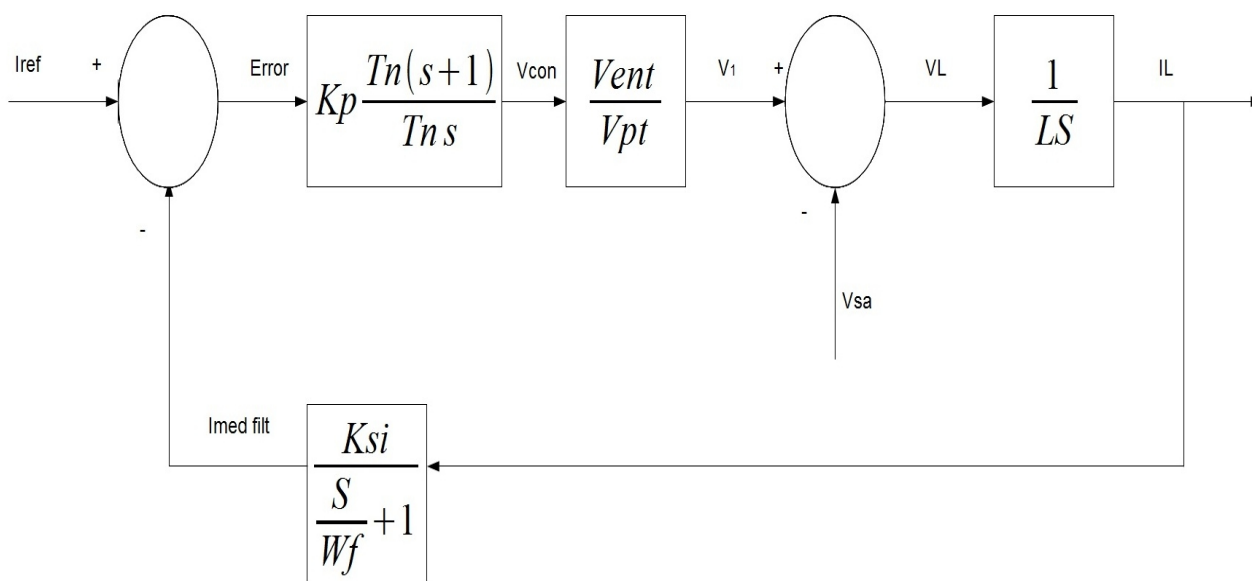 Iref
+
Error
Kp Tn(s+1)
Tn s
Vcon
Vent
Vpt
V1
+
VL
1
LS
IL
-
-
Vsa
Imed filt
Ksi
S
Wf +1